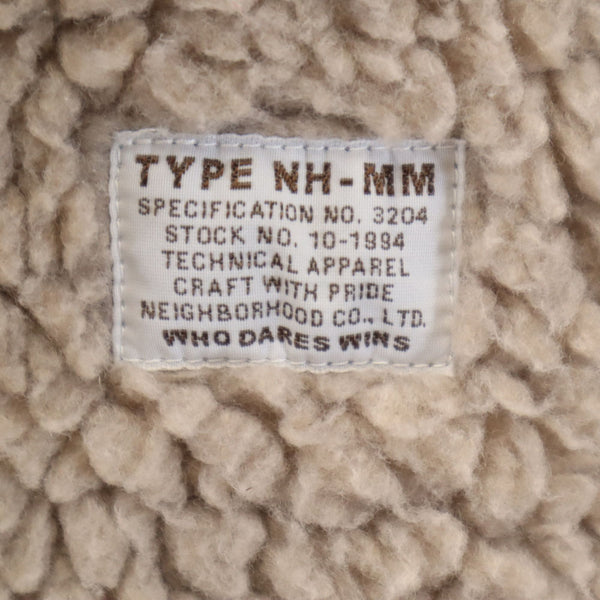 TYPE NH-MM
SPECIFICATION NO. 3204
STOCK NO. 10-1994
TECHNICAL APPAREL
CRAFT WITH PRIDE
NEIGHBORHOOD CO., LTD.
WHO DARES WINS